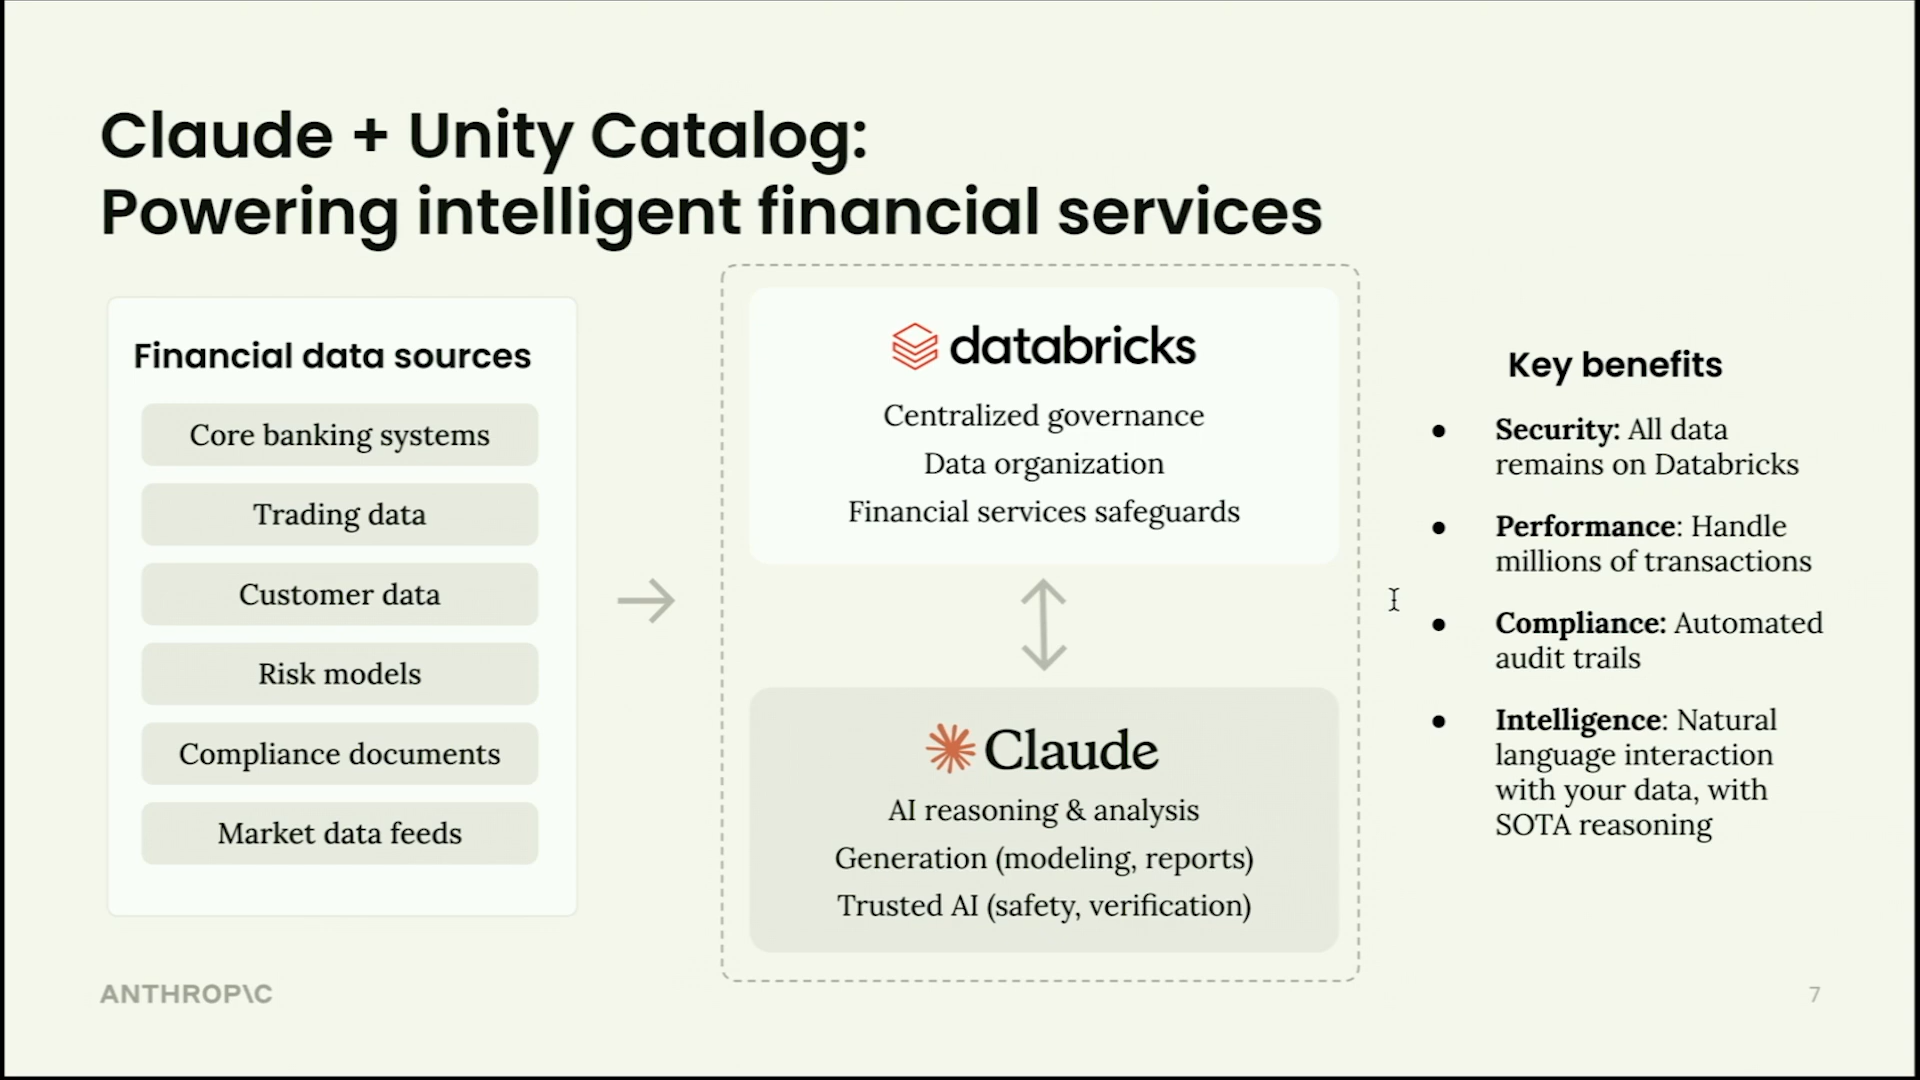 Claude + Unity Catalog:
Powering intelligent financial services
Financial data sources
Core banking systems
Trading data
Customer data
Risk models
Compliance documents
Market data feeds
databricks
Centralized governance
Data organization
Financial services safeguards
Claude
AI reasoning & analysis
Generation (modeling, reports)
Trusted AI (safety, verification)
Key benefits
● Security: All data
remains on Databricks
● Performance: Handle
millions of transactions
● Compliance: Automated
audit trails
● Intelligence: Natural
language interaction
with your data, with
SOTA reasoning
ANTHROP\C
7